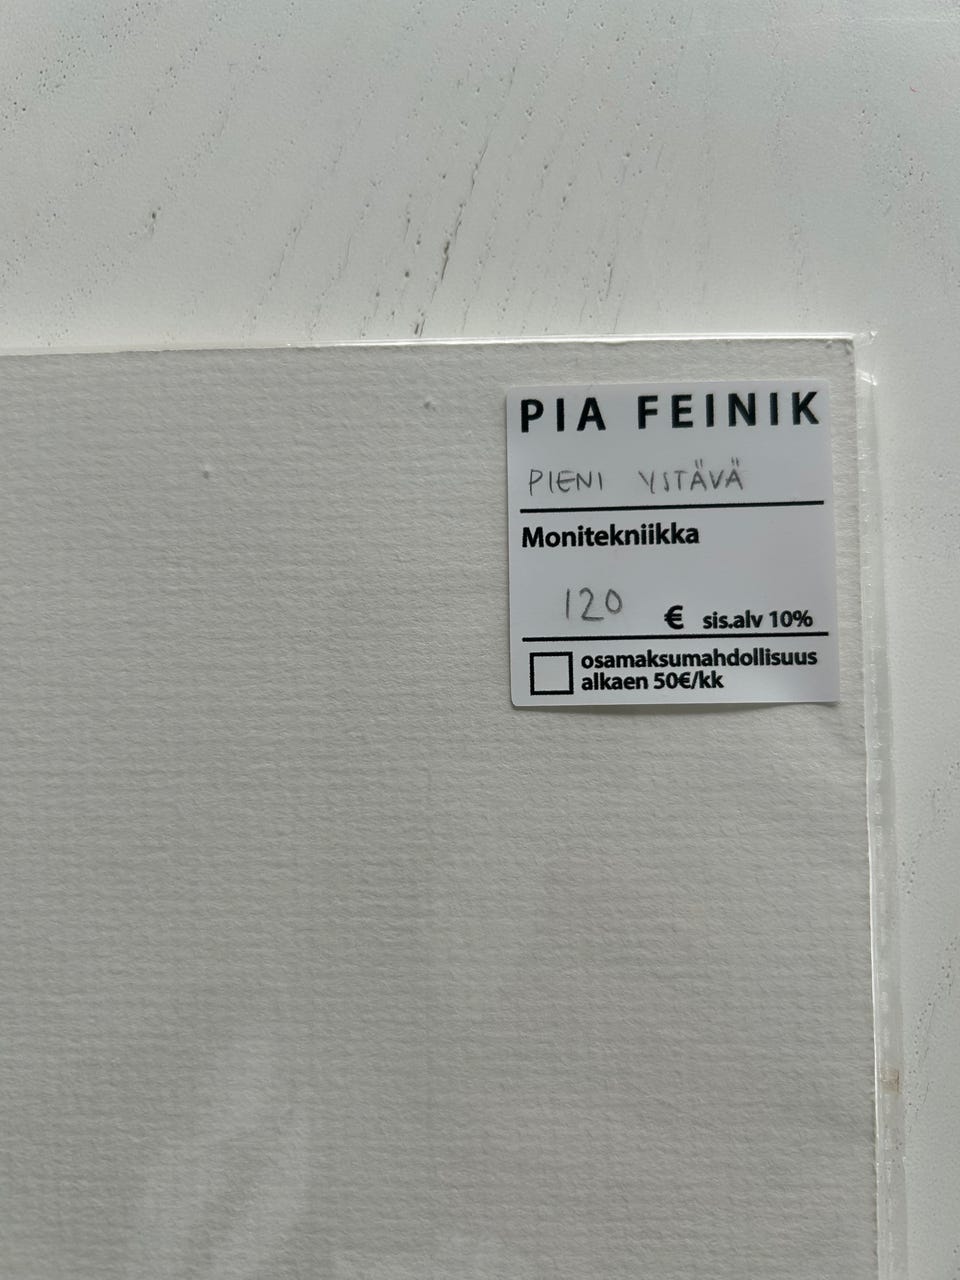 PIA FEINIK
PIENI YSTÄVÄ
Monitekniikka
120 € sis.alv 10%
osamaksumahdollisuus
alkaen 50€/kk